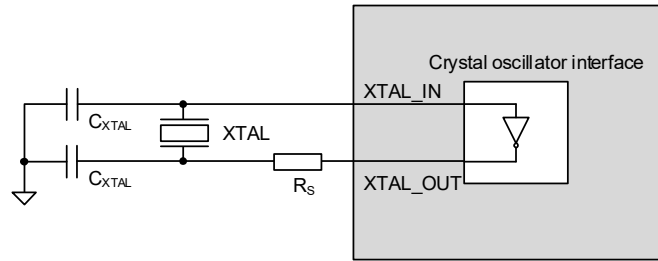 Crystal oscillator interface
XTAL_IN
CXTAL
XTAL
CXTAL
RS
XTAL_OUT